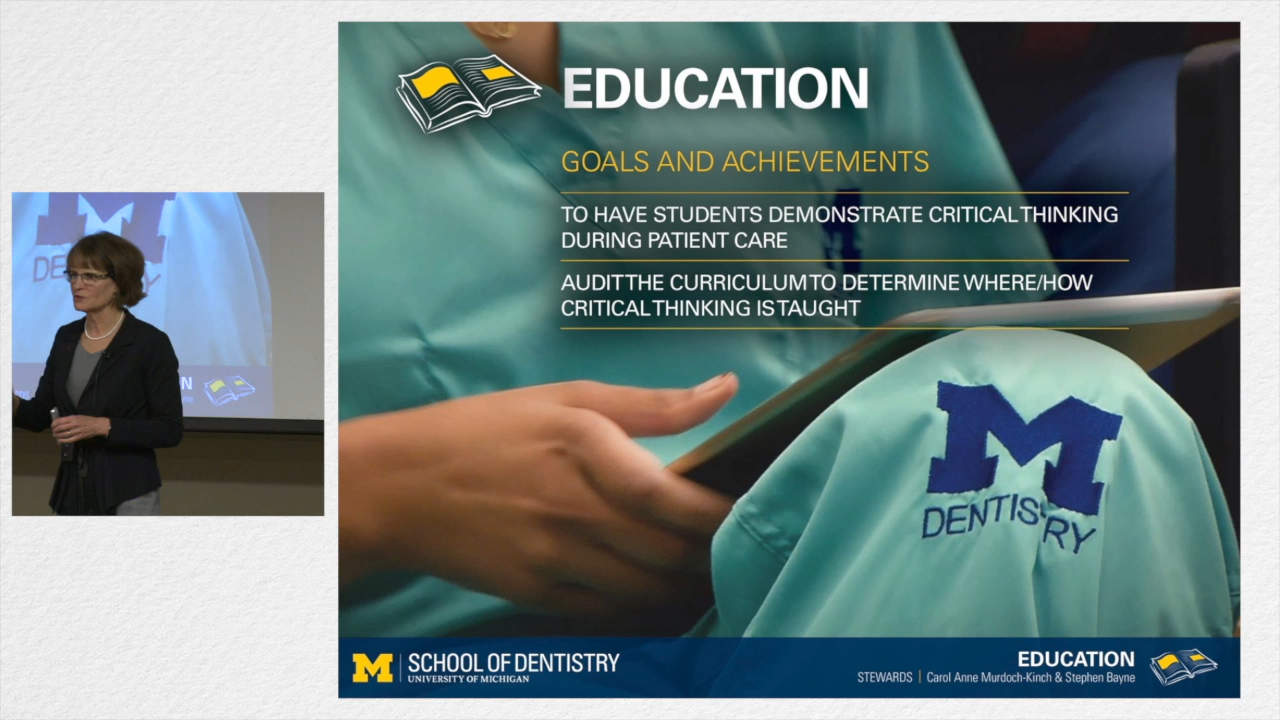 EDUCATION
GOALS AND ACHIEVEMENTS
TO HAVE STUDENTS DEMONSTRATE CRITICAL THINKING
DURING PATIENT CARE
AUDIT THE CURRICULUM TO DETERMINE WHERE/HOW
CRITICAL THINKING IS TAUGHT
M
DENTISTRY
M
DE
RY
N
M SCHOOL OF DENTISTRY
UNIVERSITY OF MICHIGAN
EDUCATION
STEWARDS | Carol Anne Murdoch-Kinch & Stephen Bayne